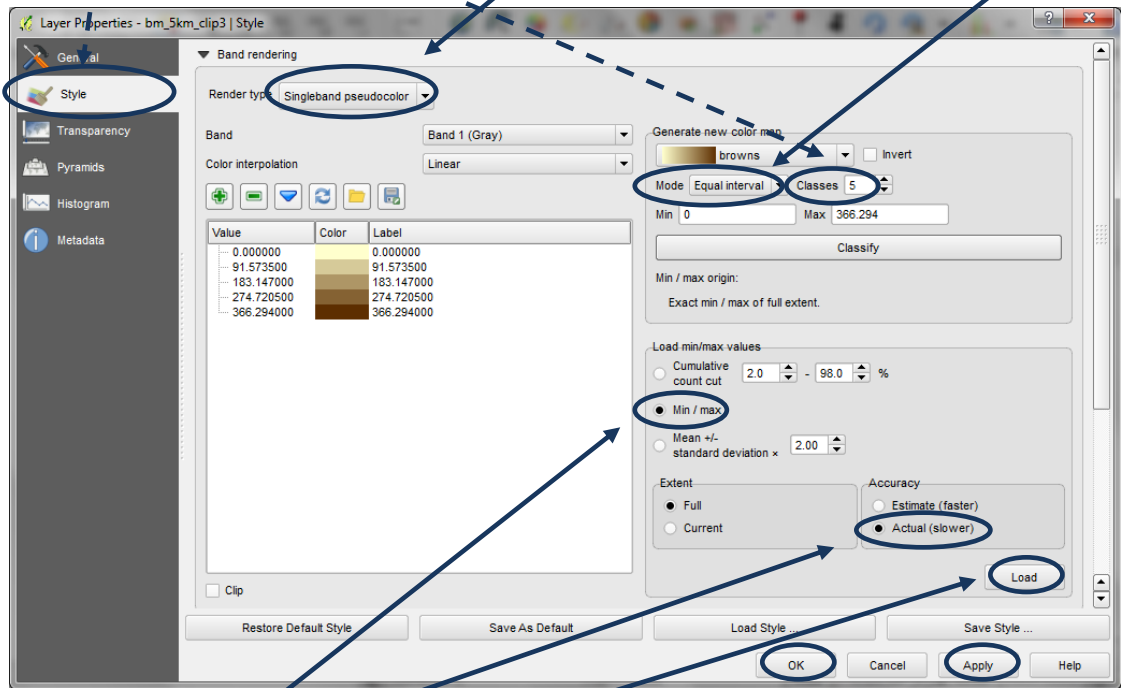 Layer Properties - bm_5km_clip3 | Style
General
Style
Transparency
Pyramids
Histogram
Metadata
Band rendering
Render type Singleband pseudocolor
Band Band 1 (Gray)
Color interpolation Linear
Value Color Label
0.000000 0.000000
91.573500 91.573500
183.147000 183.147000
274.720500 274.720500
366.294000 366.294000
Clip
Generate new color map
browns Invert
Mode Equal interval Classes 5
Min 0 Max 366.294
Classify
Min / max origin:
Exact min / max of full extent.
Load min/max values
Cumulative
count cut 2.0 - 98.0 %
Min / max
Mean +/-
standard deviation × 2.00
Extent
Full
Current
Accuracy
Estimate (faster)
Actual (slower)
Load
Restore Default Style Save As Default Load Style ... Save Style ...
OK Cancel Apply Help